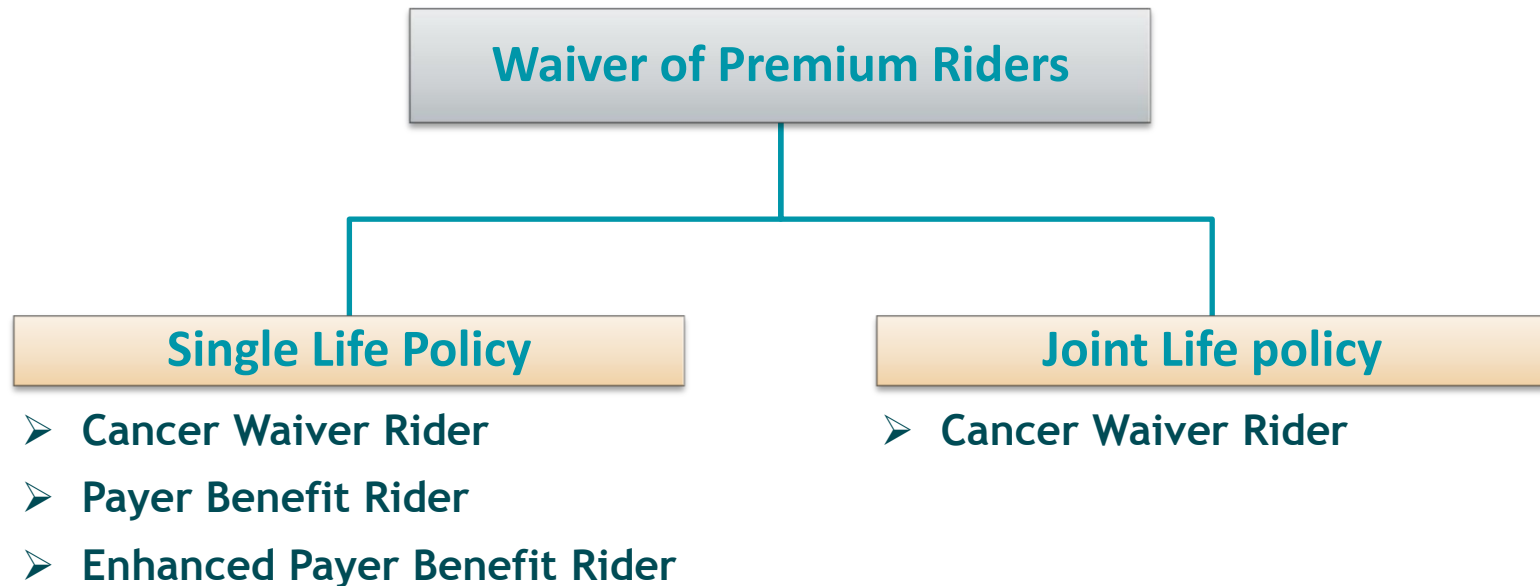 Waiver of Premium Riders
Single Life Policy
➢ Cancer Waiver Rider
➢ Payer Benefit Rider
➢ Enhanced Payer Benefit Rider
Joint Life policy
➢ Cancer Waiver Rider